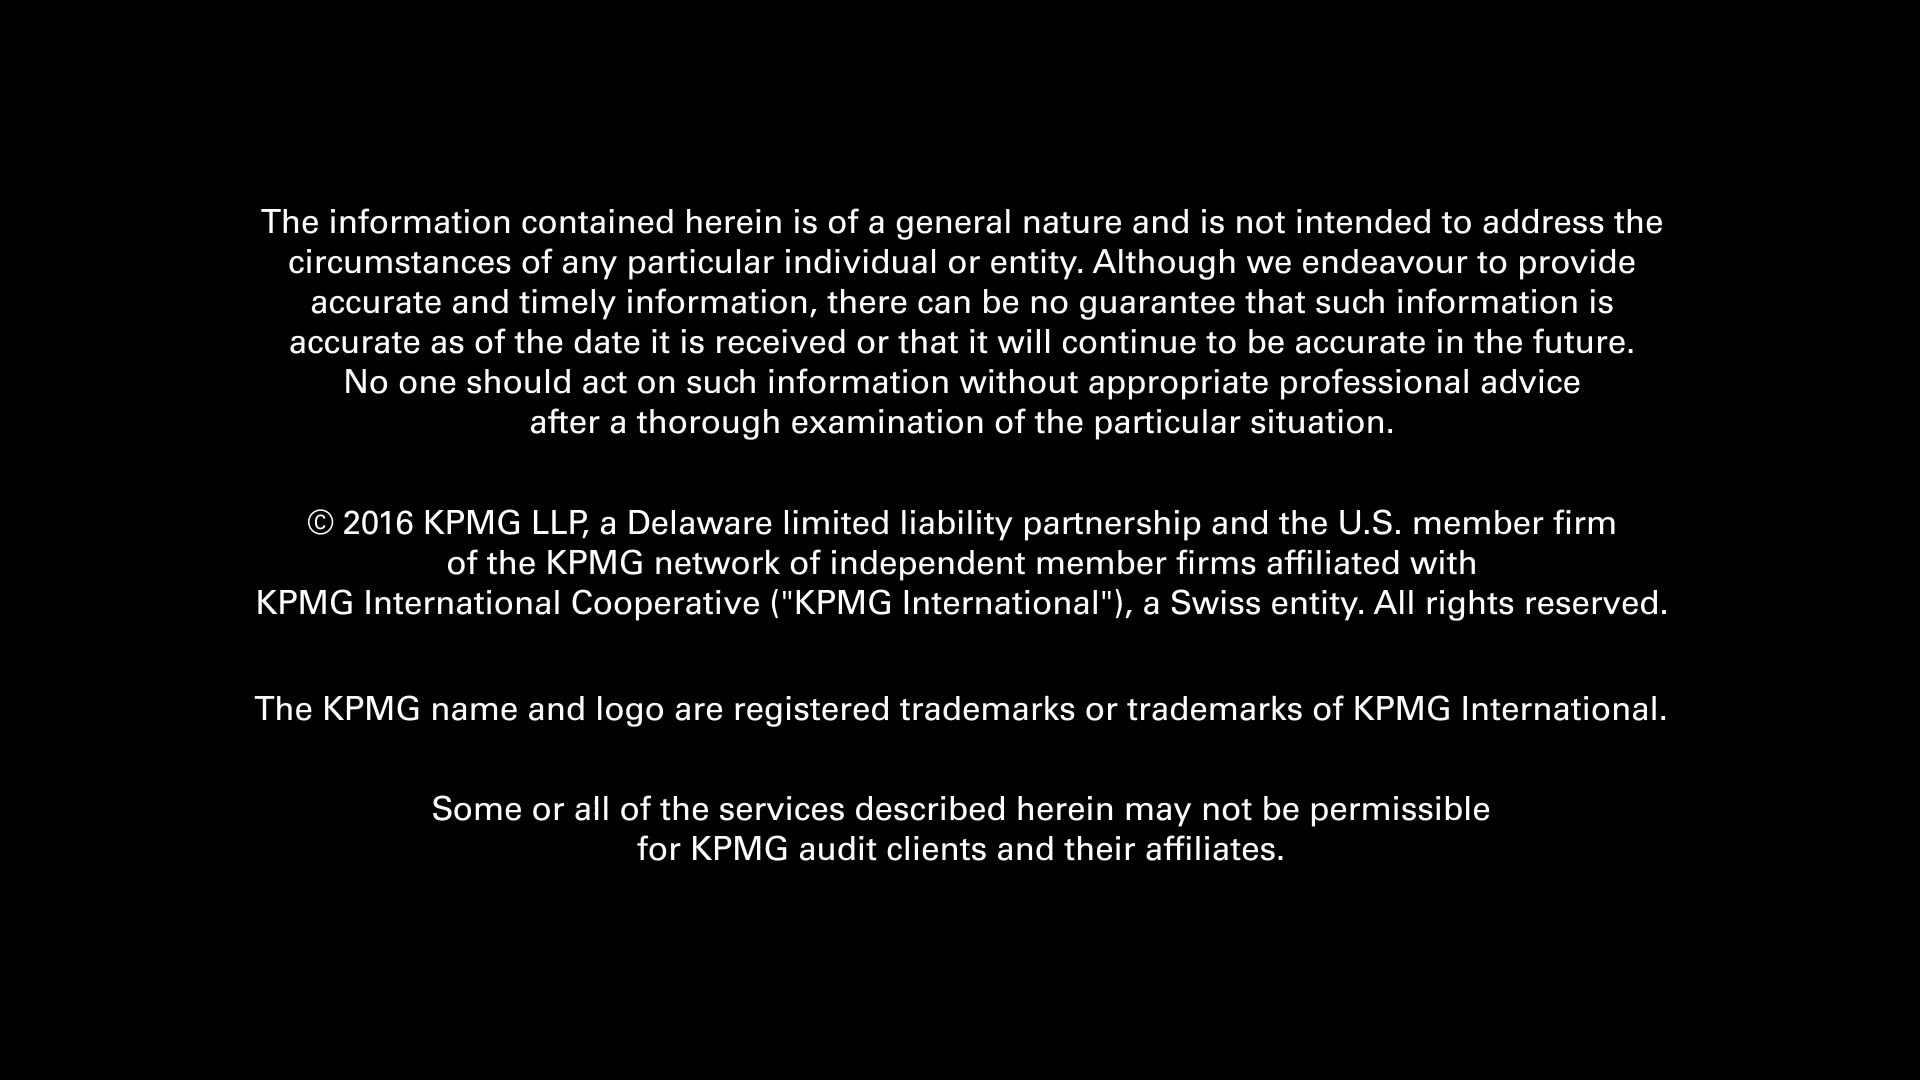 The information contained herein is of a general nature and is not intended to address the
circumstances of any particular individual or entity. Although we endeavour to provide
accurate and timely information, there can be no guarantee that such information is
accurate as of the date it is received or that it will continue to be accurate in the future.
No one should act on such information without appropriate professional advice
after a thorough examination of the particular situation.
© 2016 KPMG LLP, a Delaware limited liability partnership and the U.S. member firm
of the KPMG network of independent member firms affiliated with
KPMG International Cooperative ("KPMG International"), a Swiss entity. All rights reserved.
The KPMG name and logo are registered trademarks or trademarks of KPMG International.
Some or all of the services described herein may not be permissible
for KPMG audit clients and their affiliates.